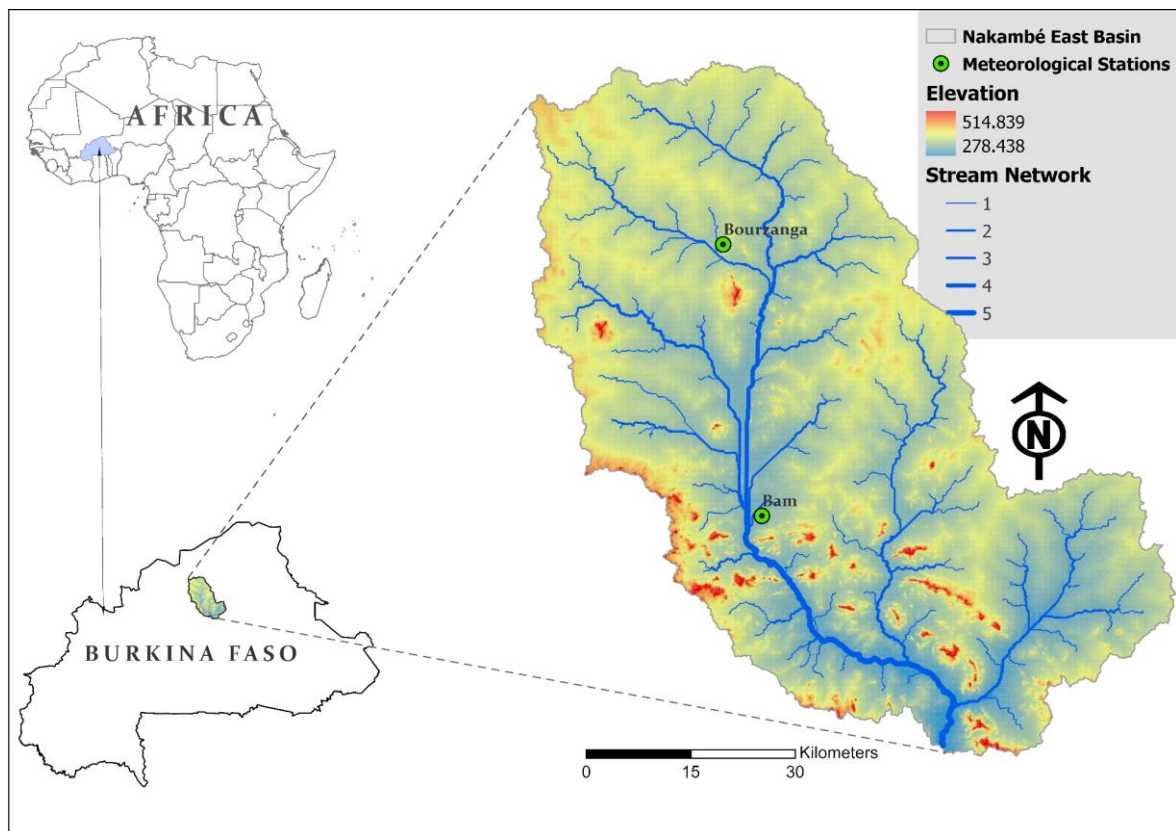 AFRICA
BURKINA FASO
Bourzanga
Bam
Nakambé East Basin
Meteorological Stations
Elevation
514.839
278.438
Stream Network
1
2
3
4
5
N
Kilometers
0 15 30